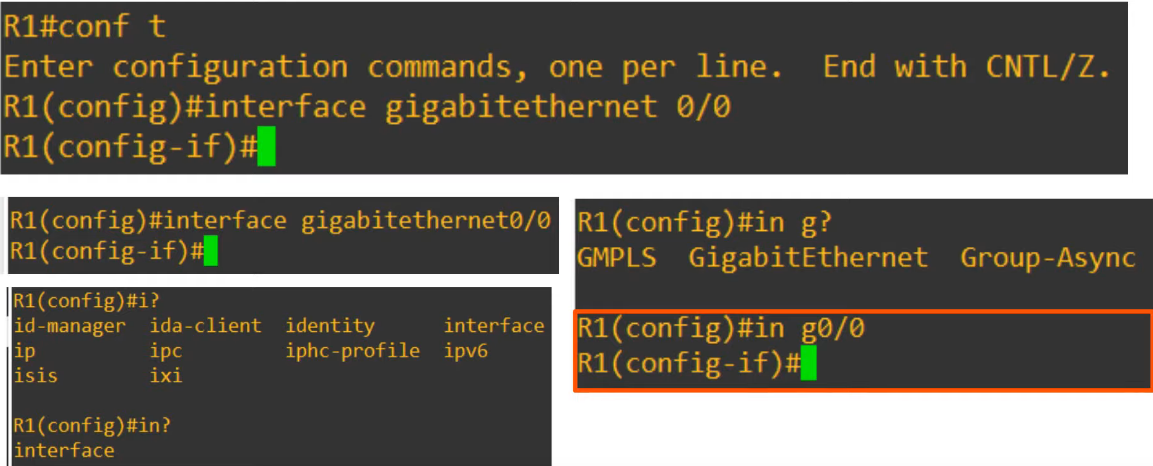 R1#conf t
Enter configuration commands, one per line.  End with CNTL/Z.
R1(config)#interface gigabitethernet 0/0
R1(config-if)#
R1(config)#interface gigabitethernet0/0
R1(config-if)#
R1(config)#i?
id-manager  ida-client  identity      interface
ip          ipc         iphc-profile  ipv6
isis        ixi
R1(config)#in?
interface
R1(config)#in g?
GMPLS  GigabitEthernet  Group-Async
R1(config)#in g0/0
R1(config-if)#